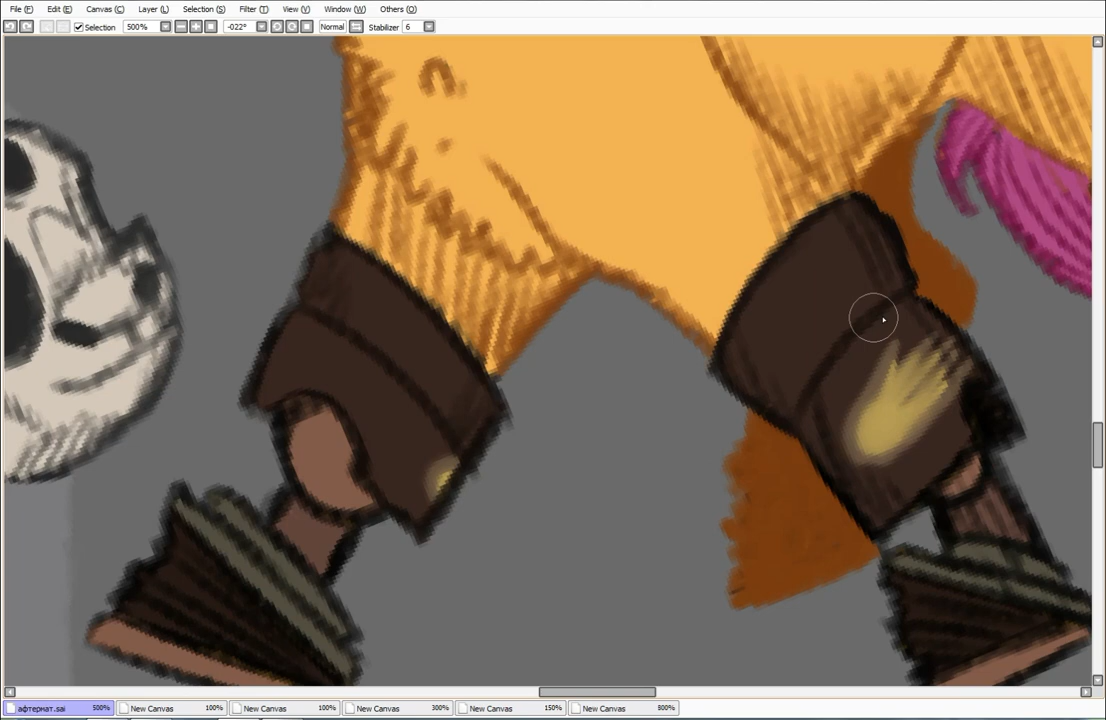 File (F) Edit (E) Canvas (C) Layer (L) Selection (S) Filter (T) View (V) Window (W) Others (O)
Selection 500% -022° Normal Stabilizer 6
афтермат.sai 500% New Canvas 100% New Canvas 100% New Canvas 300% New Canvas 150% New Canvas 800%